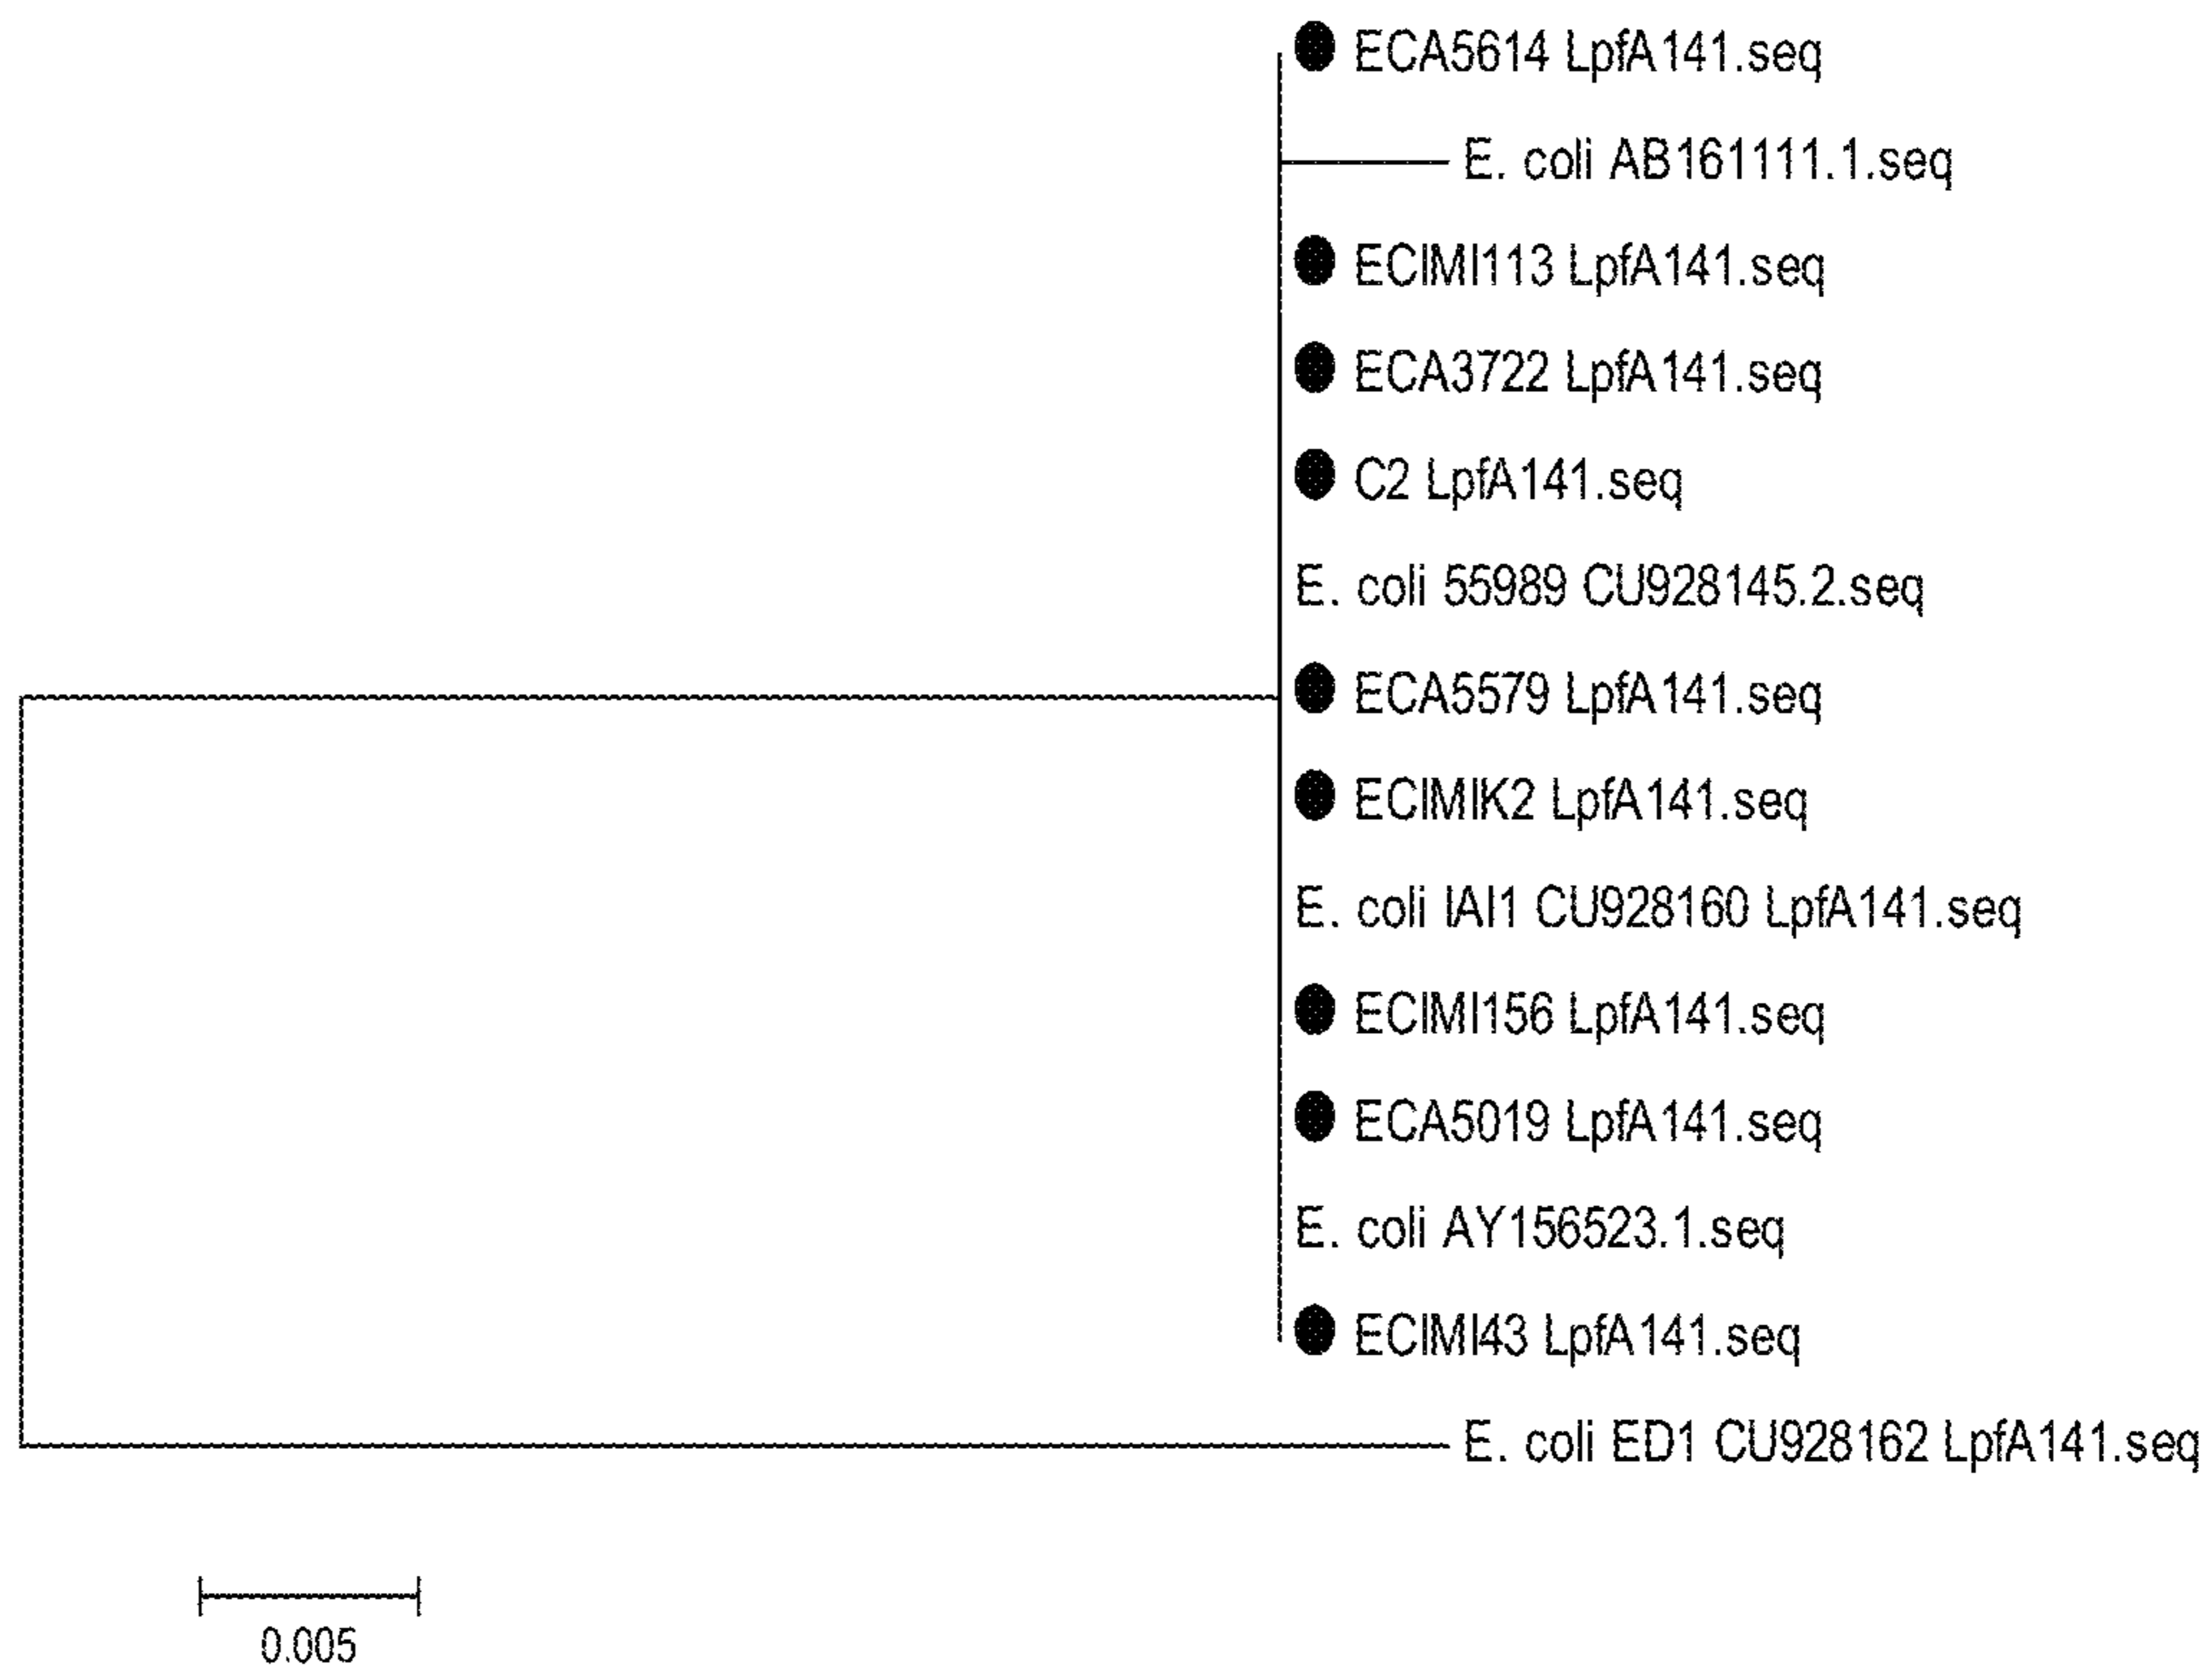 ECA5614 LpfA141.seq
E. coli AB161111.1.seq
ECIMI113 LpfA141.seq
ECA3722 LpfA141.seq
C2 LpfA141.seq
E. coli 55989 CU928145.2.seq
ECA5579 LpfA141.seq
ECIMIK2 LpfA141.seq
E. coli IAI1 CU928160 LpfA141.seq
ECIMI156 LpfA141.seq
ECA5019 LpfA141.seq
E. coli AY156523.1.seq
ECIMI43 LpfA141.seq
E. coli ED1 CU928162 LpfA141.seq
0.005